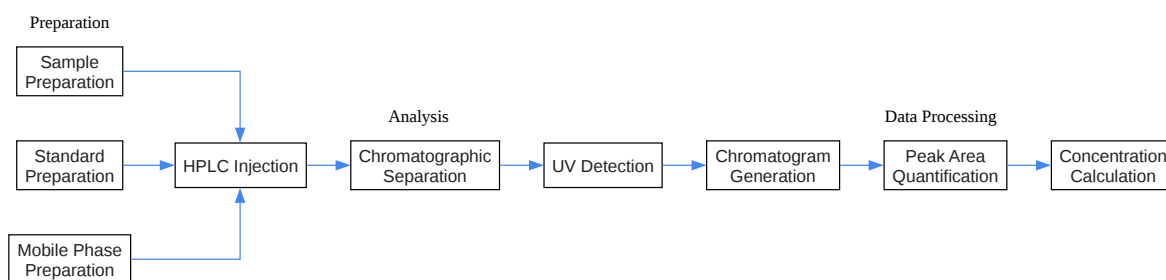 Preparation
Sample
Preparation
Analysis
Data Processing
Standard
Preparation
HPLC Injection
Chromatographic
Separation
UV Detection
Chromatogram
Generation
Peak Area
Quantification
Concentration
Calculation
Mobile Phase
Preparation